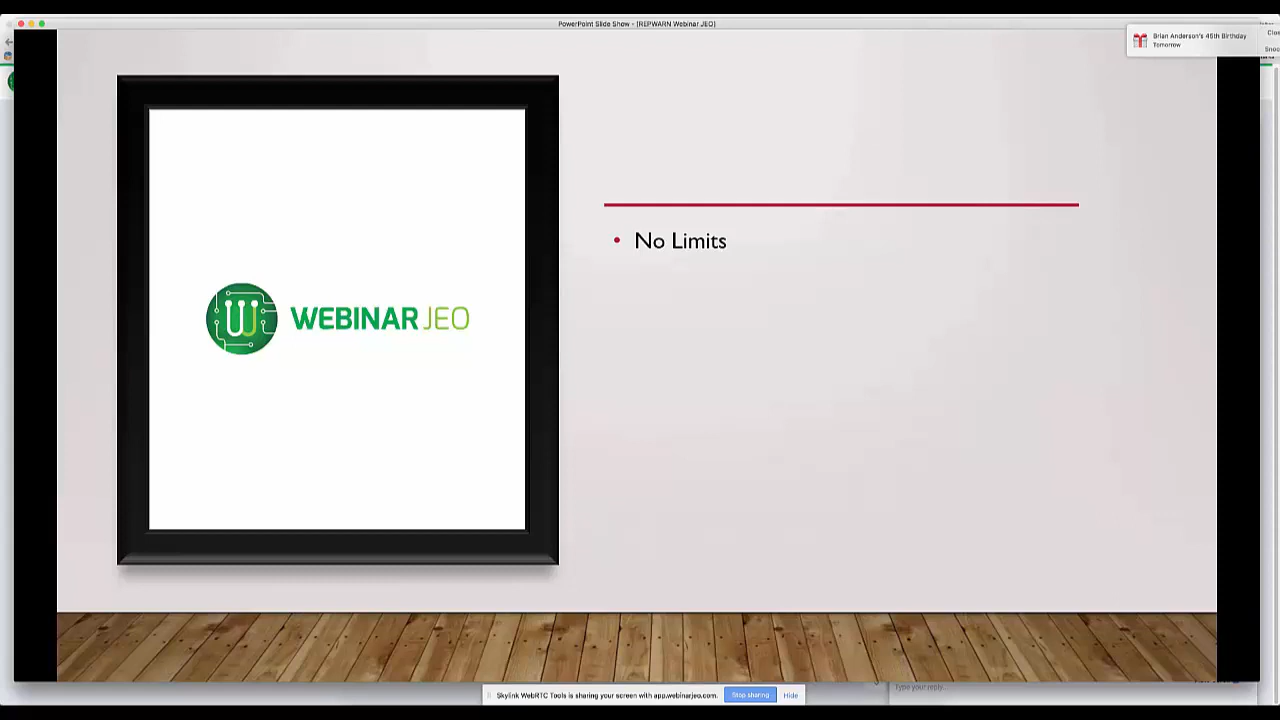 PowerPoint Slide Show - [REPWARN Webinar JEO]
Brian Anderson's 45th Birthday
Tomorrow
Snoo
No Limits
WEBINAR JEO
Skylink WebRTC Tools is sharing your screen with app.webinarjeo.com.
Stop sharing
Hide
Type your reply...